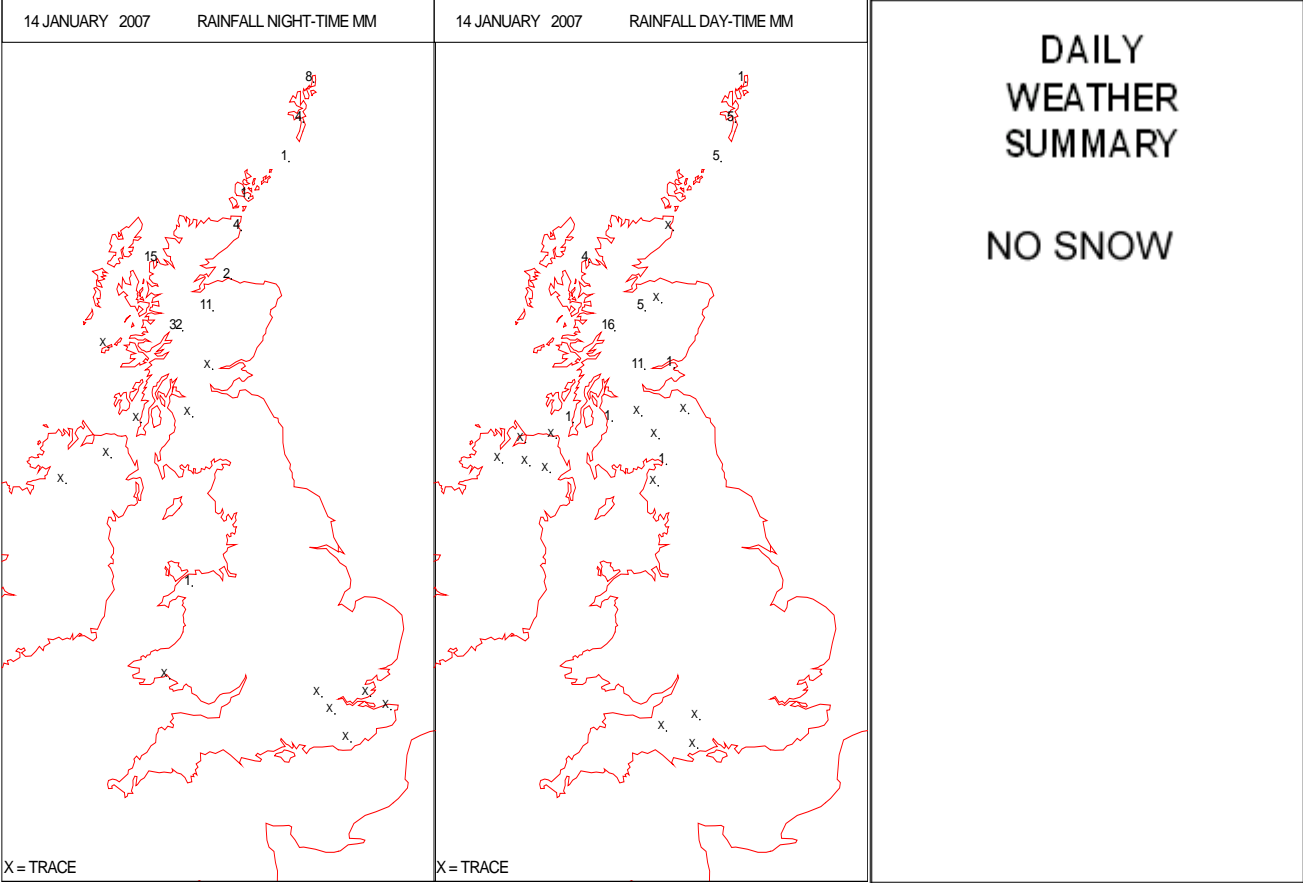 14 JANUARY 2007 RAINFALL NIGHT-TIME MM
8
4
1
1
4
15
2
11
32
X
X
X
X
X
X
1
X
X
X
X
X
X
X = TRACE
14 JANUARY 2007 RAINFALL DAY-TIME MM
1
5
5
X
4
X
5
16
1
11
X
X
1
1
X
X
X
X
X
X
1
X
X
X
X
X = TRACE
DAILY
WEATHER
SUMMARY
NO SNOW